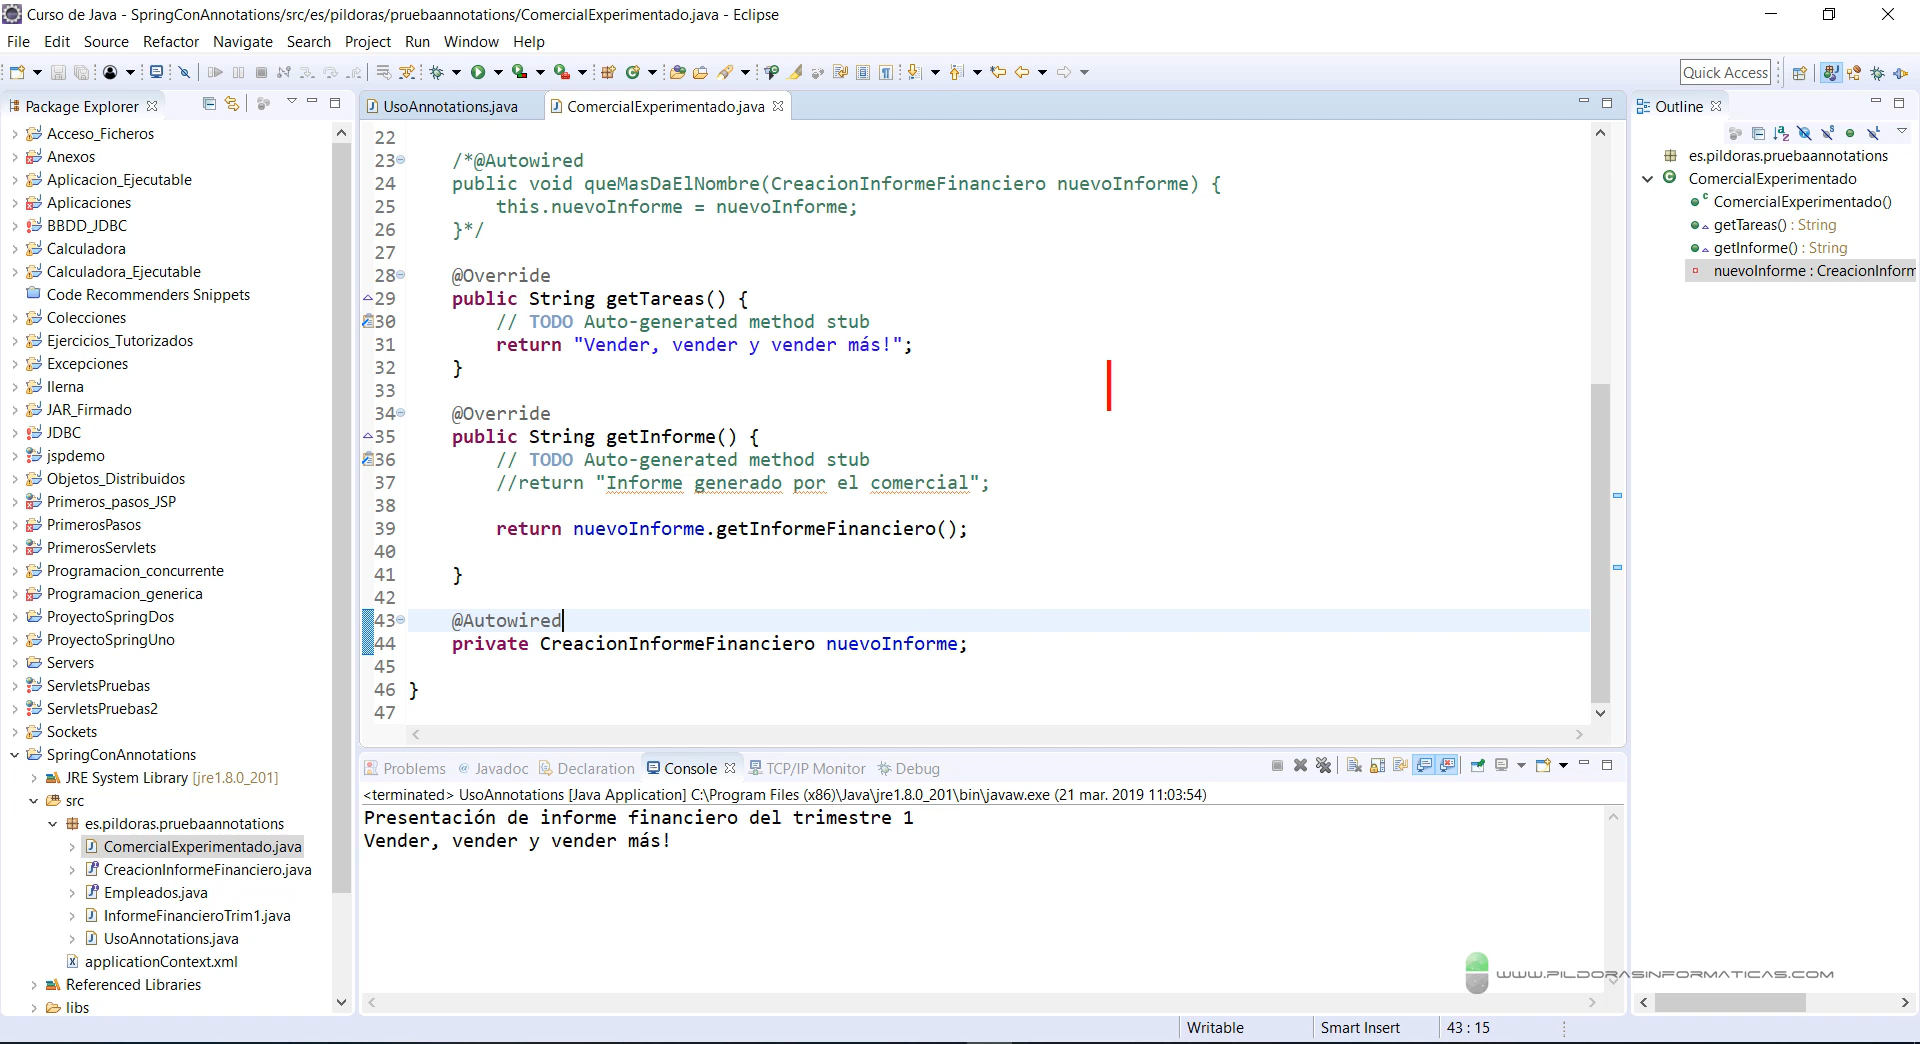 Curso de Java - SpringConAnnotations/src/es/pildoras/pruebaannotations/ComercialExperimentado.java - Eclipse
File Edit Source Refactor Navigate Search Project Run Window Help
Quick Access
Package Explorer
Acceso_Ficheros
Anexos
Aplicacion_Ejecutable
Aplicaciones
BBDD_JDBC
Calculadora
Calculadora_Ejecutable
Code Recommenders Snippets
Colecciones
Ejercicios_Tutorizados
Excepciones
Ilerna
JAR_Firmado
JDBC
jspdemo
Objetos_Distribuidos
Primeros_pasos_JSP
PrimerosPasos
PrimerosServlets
Programacion_concurrente
Programacion_generica
ProyectoSpringDos
ProyectoSpringUno
Servers
ServletsPruebas
ServletsPruebas2
Sockets
SpringConAnnotations
JRE System Library [jre1.8.0_201]
src
es.pildoras.pruebaannotations
ComercialExperimentado.java
CreacionInformeFinanciero.java
Empleados.java
InformeFinancieroTrim1.java
UsoAnnotations.java
applicationContext.xml
Referenced Libraries
libs
UsoAnnotations.java ComercialExperimentado.java
22
23 /*@Autowired
24 public void queMasDaElNombre(CreacionInformeFinanciero nuevoInforme) {
25 this.nuevoInforme = nuevoInforme;
26 }*/
27
28 @Override
29 public String getTareas() {
30 // TODO Auto-generated method stub
31 return "Vender, vender y vender más!";
32 }
33
34 @Override
35 public String getInforme() {
36 // TODO Auto-generated method stub
37 //return "Informe generado por el comercial";
38
39 return nuevoInforme.getInformeFinanciero();
40
41 }
42
43 @Autowired
44 private CreacionInformeFinanciero nuevoInforme;
45
46 }
47
Problems Javadoc Declaration Console TCP/IP Monitor Debug
<terminated> UsoAnnotations [Java Application] C:\Program Files (x86)\Java\jre1.8.0_201\bin\javaw.exe (21 mar. 2019 11:03:54)
Presentación de informe financiero del trimestre 1
Vender, vender y vender más!
Outline
es.pildoras.pruebaannotations
ComercialExperimentado
ComercialExperimentado()
getTareas() : String
getInforme() : String
nuevoInforme : CreacionInform
WWW.PILDORASINFORMATICAS.COM
Writable Smart Insert 43 : 15